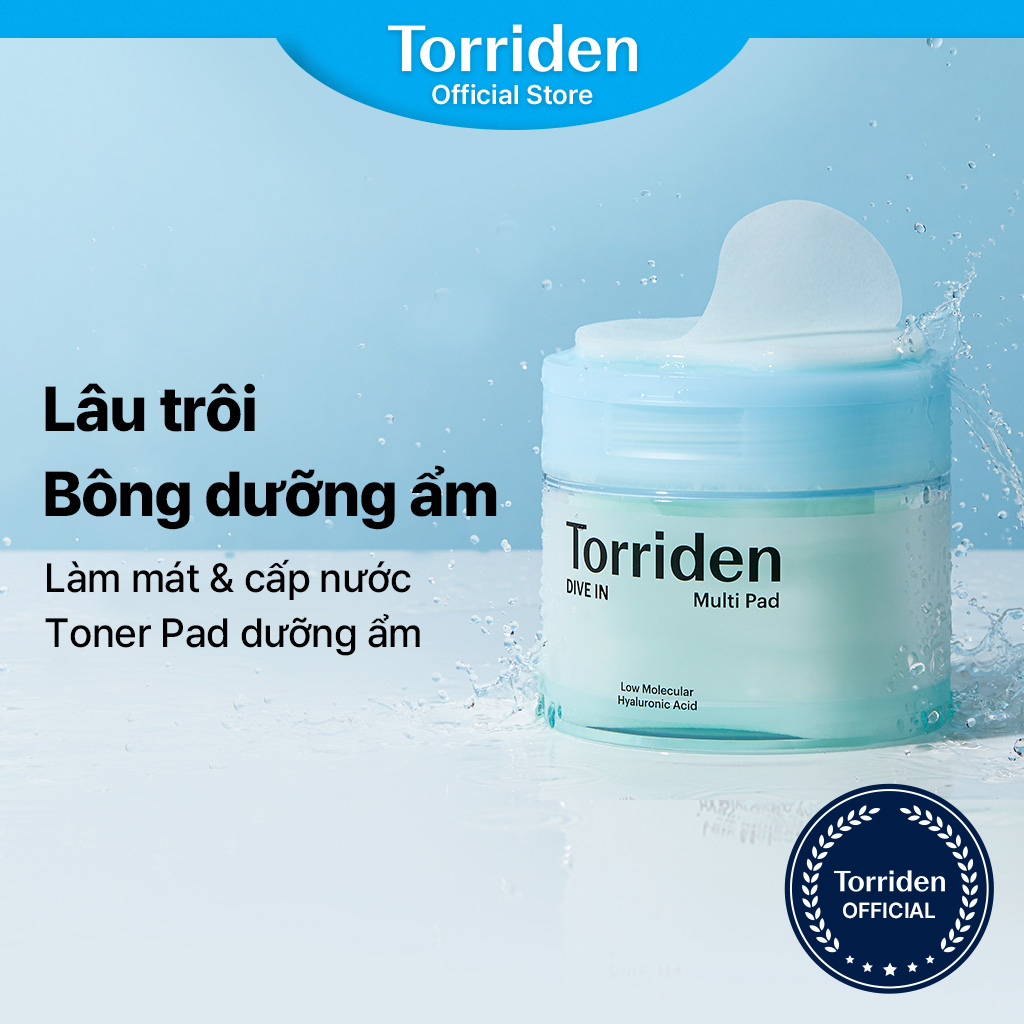 Torriden
Official Store
Lâu trôi
Bông dưỡng ẩm
Làm mát & cấp nước
Toner Pad dưỡng ẩm
Torriden
DIVE IN
Multi Pad
Low Molecular
Hyaluronic Acid
Torriden
OFFICIAL